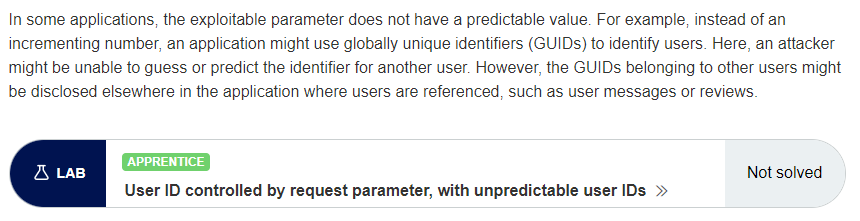 In some applications, the exploitable parameter does not have a predictable value. For example, instead of an
incrementing number, an application might use globally unique identifiers (GUIDs) to identify users. Here, an attacker
might be unable to guess or predict the identifier for another user. However, the GUIDs belonging to other users might
be disclosed elsewhere in the application where users are referenced, such as user messages or reviews.
LAB
APPRENTICE
User ID controlled by request parameter, with unpredictable user IDs »
Not solved